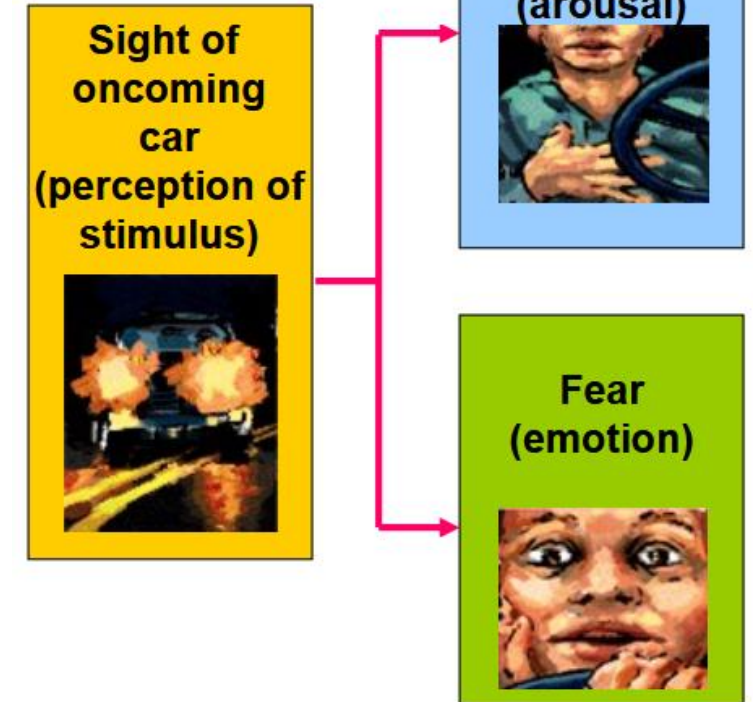 Sight of
oncoming
car
(perception of
stimulus)
(arousal)
Fear
(emotion)